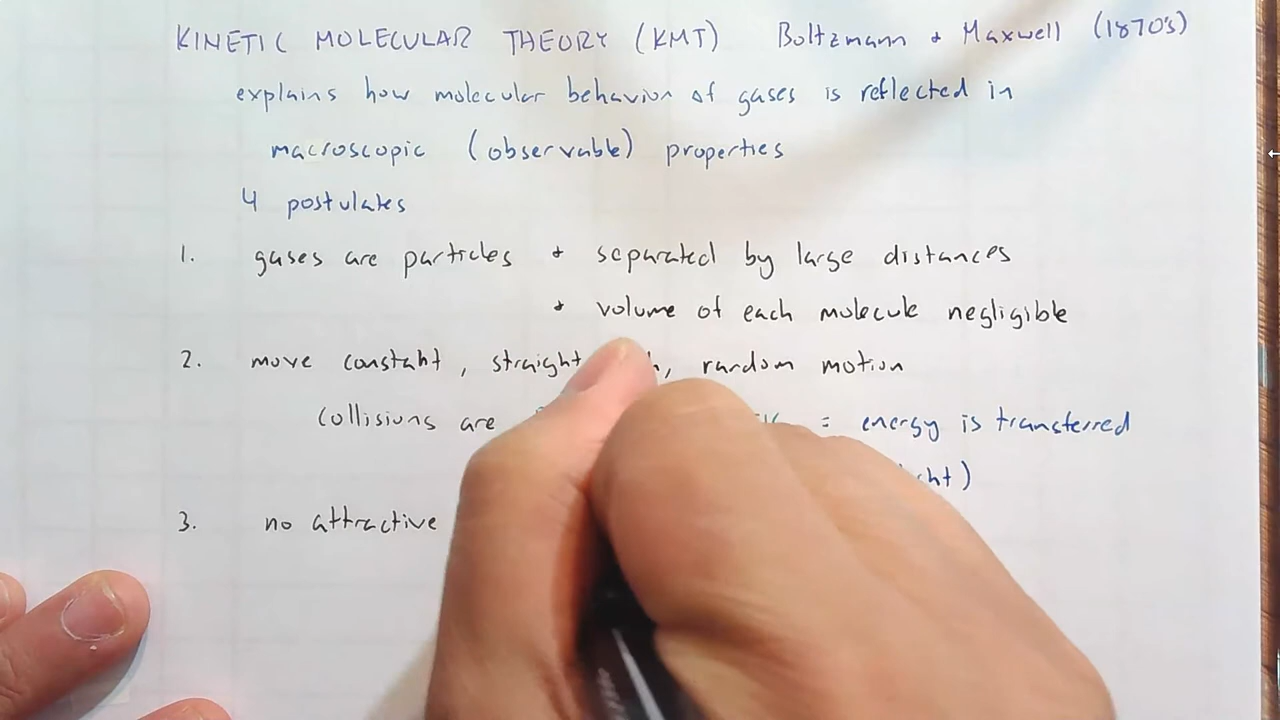 KINETIC MOLECULAR THEORY (KMT) Boltzmann + Maxwell (1870's)
explains how molecular behavior of gases is reflected in
macroscopic (observable) properties
4 postulates
1. gases are particles + separated by large distances
+ volume of each molecule negligible
2. move constant, straight, random motion
collisions are = energy is transferred
3. no attractive